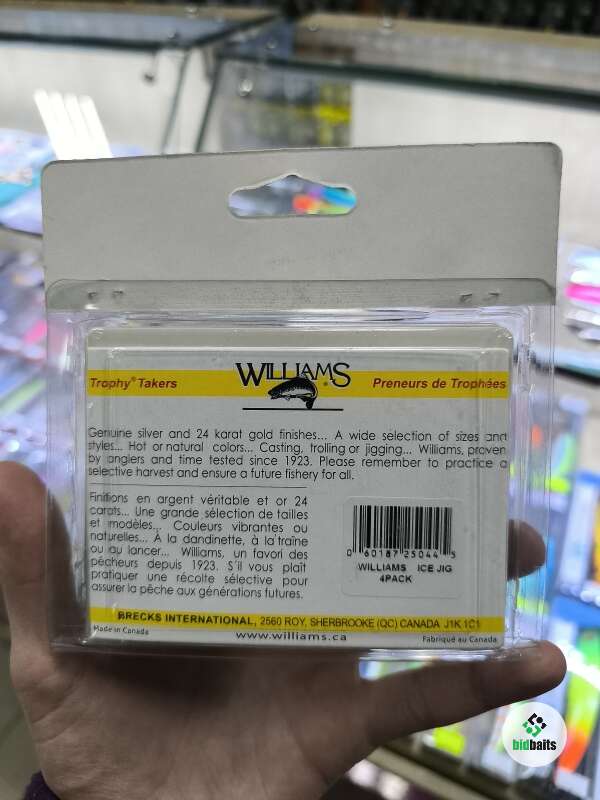 WILLIAMS®
Trophy® Takers
Preneurs de Trophées
Genuine silver and 24 karat gold finishes... A wide selection of sizes and
styles... Hot or natural colors... Casting, trolling or jigging... Williams, proven
by anglers and time tested since 1923. Please remember to practice a
selective harvest and ensure a future fishery for all.
Finitions en argent véritable et or 24
carats... Une grande sélection de tailles
et modèles... Couleurs vibrantes ou
naturelles... À la dandinette, à la traîne
ou au lancer... Williams, un favori des
pêcheurs depuis 1923. S'il vous plaît
pratiquer une récolte sélective pour
assurer la pêche aux générations futures.
0 60187 25044 5
WILLIAMS ICE JIG
4PACK
BRECKS INTERNATIONAL, 2560 ROY, SHERBROOKE (QC) CANADA J1K 1C1
Made in Canada
www.williams.ca
Fabriqué au Canada
bidbaits